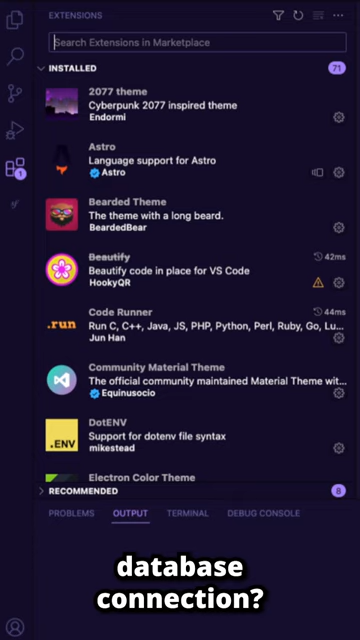 EXTENSIONS
Search Extensions in Marketplace
INSTALLED
71
2077 theme
Cyberpunk 2077 inspired theme
Endormi
Astro
Language support for Astro
Astro
Bearded Theme
The theme with a long beard.
BeardedBear
Beautify
42ms
Beautify code in place for VS Code
HookyQR
Code Runner
44ms
.run
Run C, C++, Java, JS, PHP, Python, Perl, Ruby, Go, Lu...
Jun Han
Community Material Theme
The official community maintained Material Theme wit...
Equinusocio
DotENV
.ENV
Support for dotenv file syntax
mikestead
Electron Color Theme
RECOMMENDED
8
PROBLEMS
OUTPUT
TERMINAL
DEBUG CONSOLE
database
connection?
1